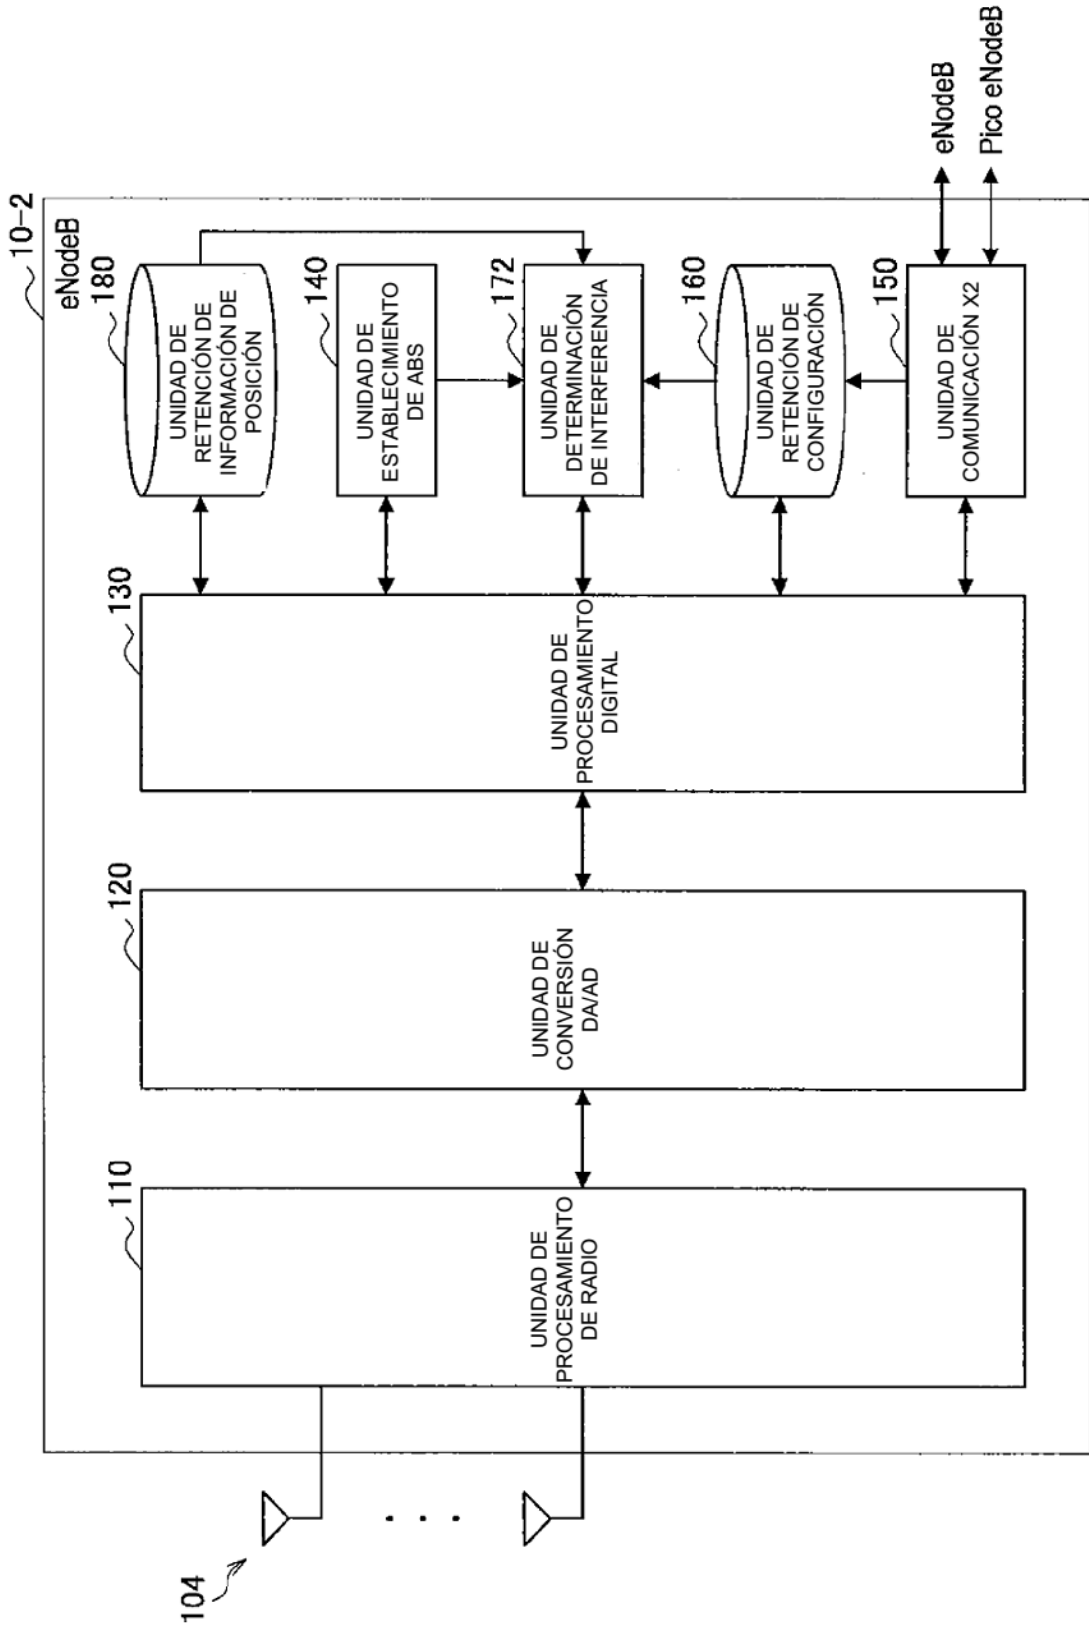 10-2
eNodeB
104
110
UNIDAD DE
PROCESAMIENTO
DE RADIO
120
UNIDAD DE
CONVERSIÓN
DA/AD
130
UNIDAD DE
PROCESAMIENTO
DIGITAL
180
UNIDAD DE
RETENCIÓN DE
INFORMACIÓN DE
POSICIÓN
140
UNIDAD DE
ESTABLECIMIENTO
DE ABS
172
UNIDAD DE
DETERMINACIÓN
DE INTERFERENCIA
160
UNIDAD DE
RETENCIÓN DE
CONFIGURACIÓN
150
UNIDAD DE
COMUNICACIÓN X2
eNodeB
Pico eNodeB